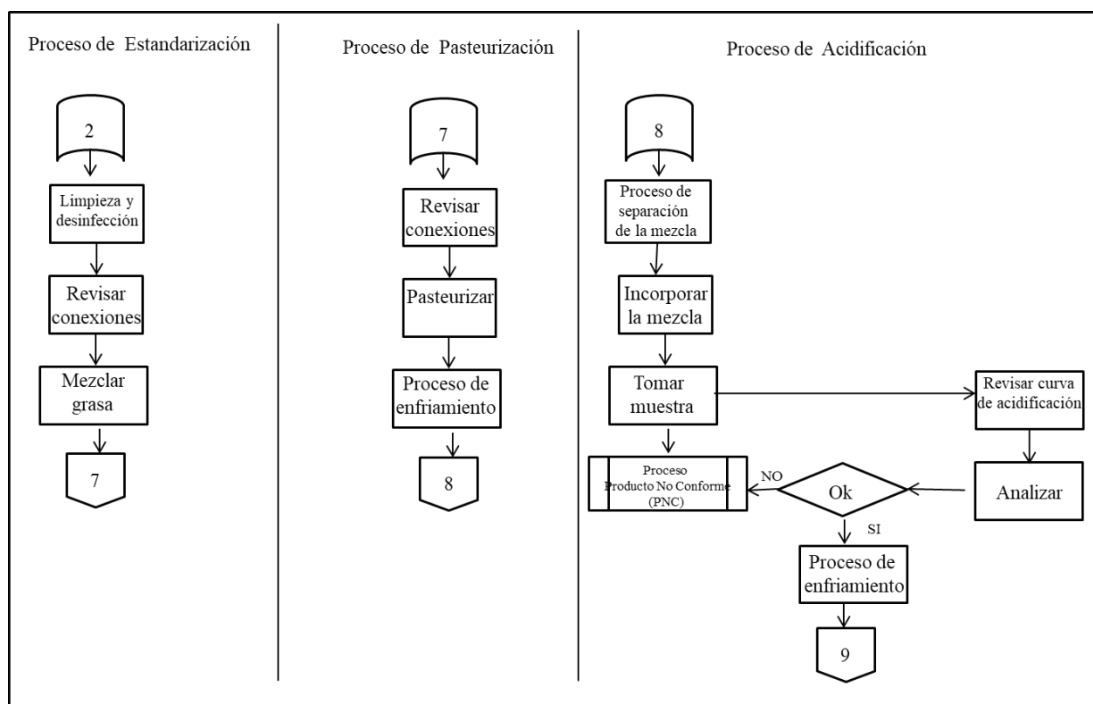 Proceso de Estandarización
2
Limpieza y
desinfección
Revisar
conexiones
Mezclar
grasa
7
Proceso de Pasteurización
7
Revisar
conexiones
Pasteurizar
Proceso de
enfriamiento
8
Proceso de Acidificación
8
Proceso de
separación
de la mezcla
Incorporar
la mezcla
Tomar
muestra
Revisar curva
de acidificación
Proceso
Producto No Conforme
(PNC)
NO
Ok
Analizar
SI
Proceso de
enfriamiento
9